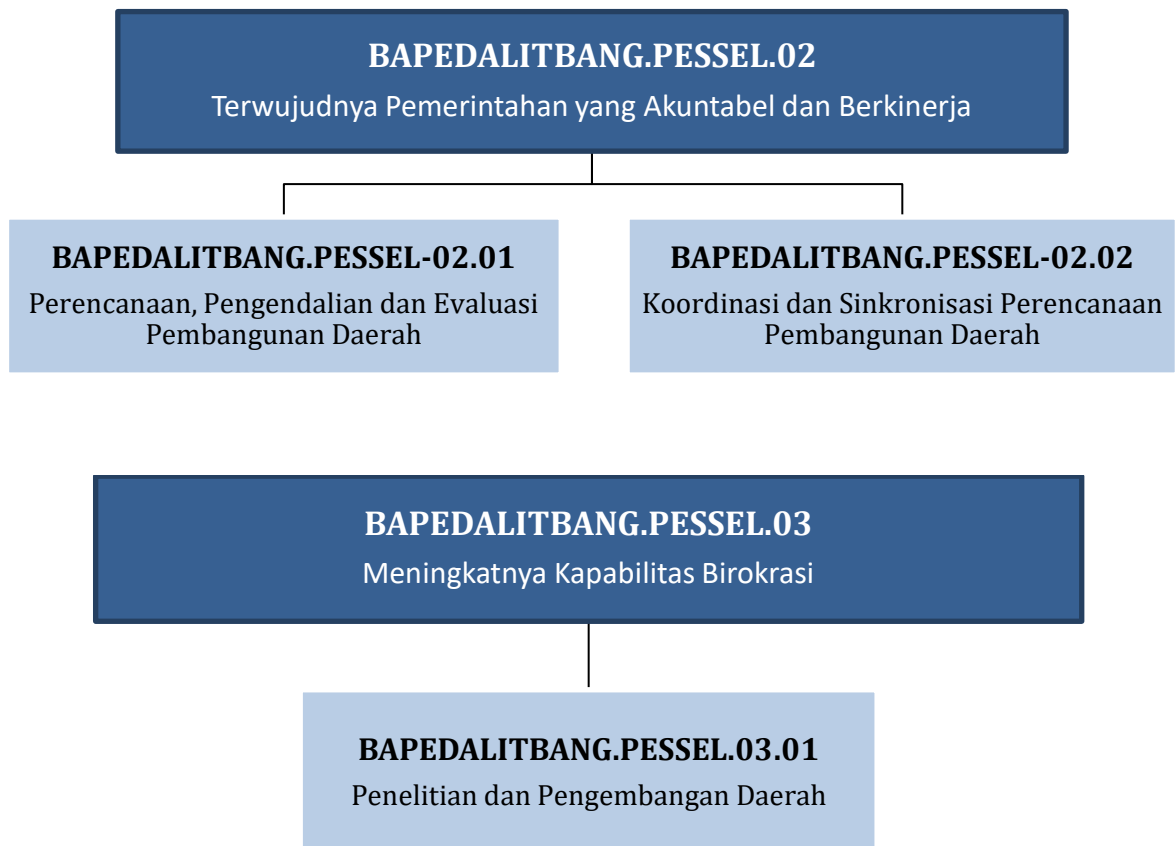 BAPEDALITBANG.PESSEL.02
Terwujudnya Pemerintahan yang Akuntabel dan Berkinerja
BAPEDALITBANG.PESSEL-02.01
Perencanaan, Pengendalian dan Evaluasi
Pembangunan Daerah
BAPEDALITBANG.PESSEL-02.02
Koordinasi dan Sinkronisasi Perencanaan
Pembangunan Daerah
BAPEDALITBANG.PESSEL.03
Meningkatnya Kapabilitas Birokrasi
BAPEDALITBANG.PESSEL.03.01
Penelitian dan Pengembangan Daerah